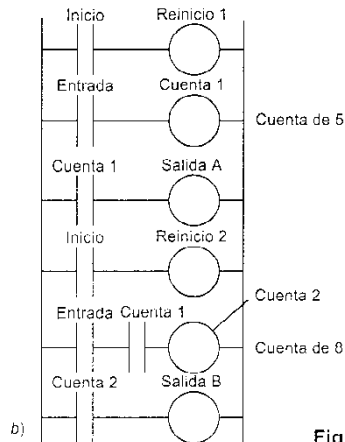 Inicio Reinicio 1
Entrada Cuenta 1
Cuenta de 5
Cuenta 1 Salida A
Inicio Reinicio 2
Cuenta 2
Entrada Cuenta 1
Cuenta de 8
Cuenta 2 Salida B
b)
Fig